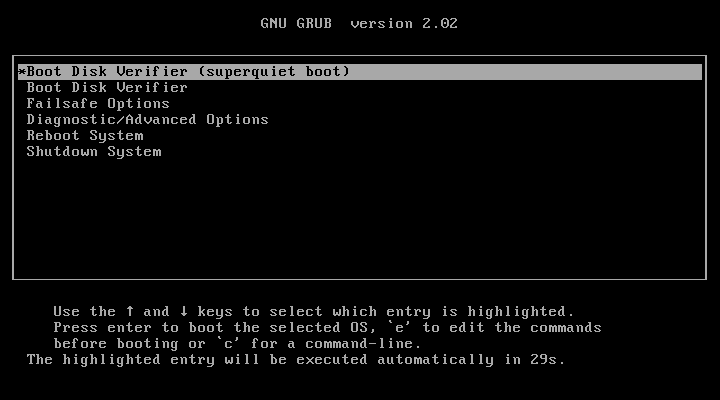 GNU GRUB  version 2.02
*Boot Disk Verifier (superquiet boot)
Boot Disk Verifier
Failsafe Options
Diagnostic/Advanced Options
Reboot System
Shutdown System
Use the ↑ and ↓ keys to select which entry is highlighted.
Press enter to boot the selected OS, `e' to edit the commands
before booting or `c' for a command-line.
The highlighted entry will be executed automatically in 29s.